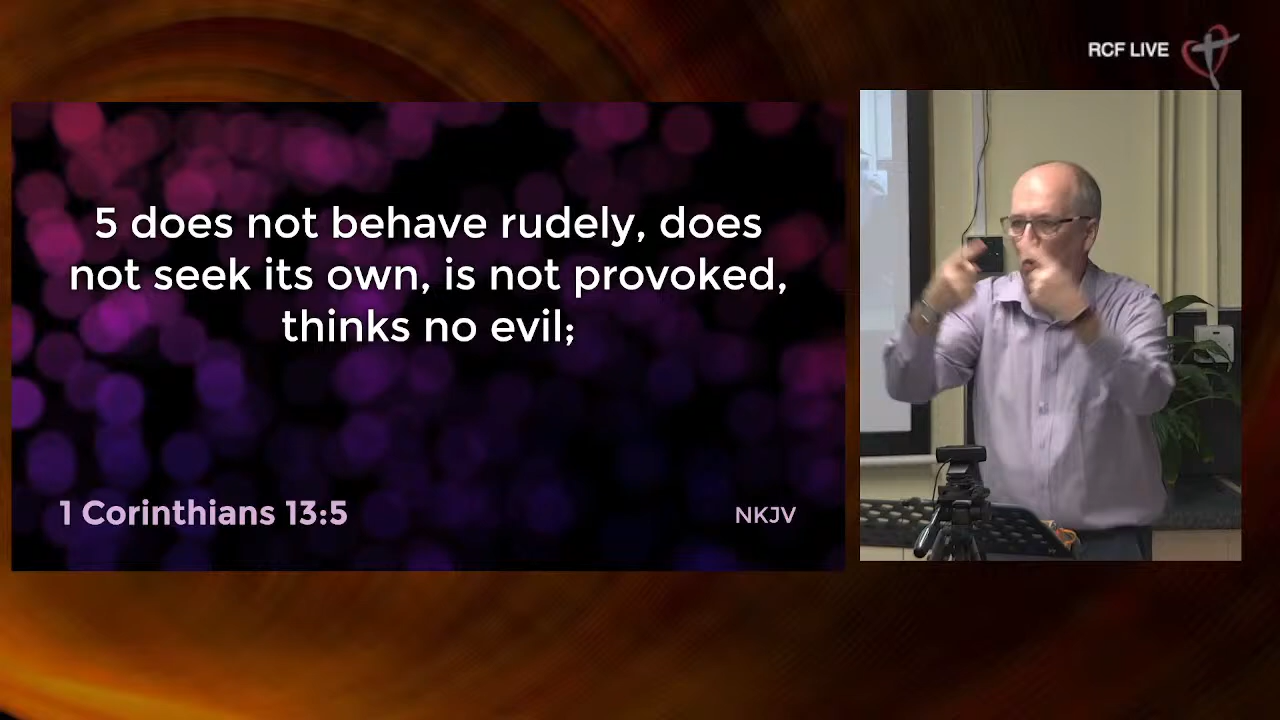 RCF LIVE
5 does not behave rudely, does
not seek its own, is not provoked,
thinks no evil;
1 Corinthians 13:5
NKJV